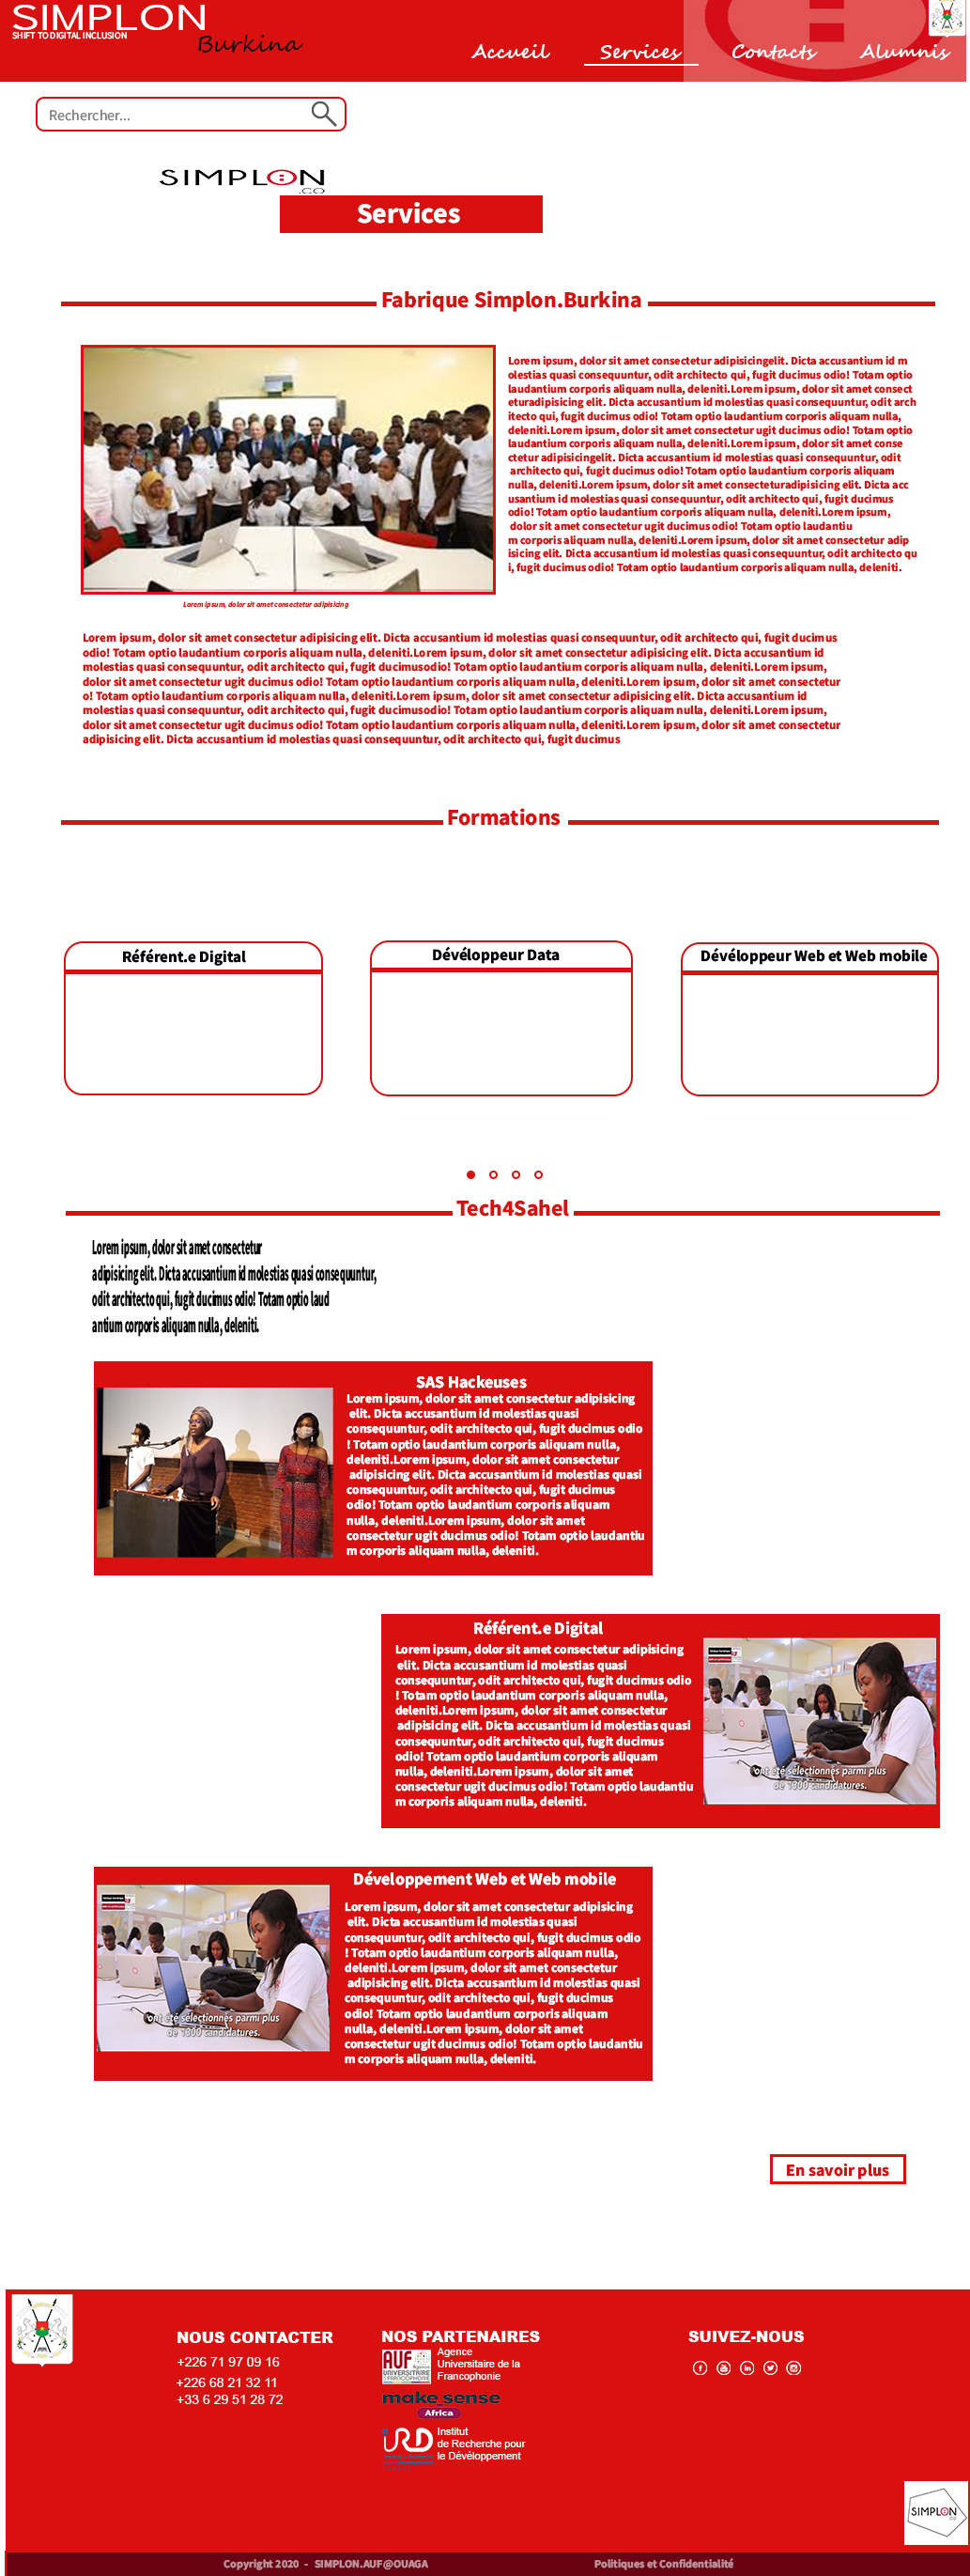 SIMPLON
SHIFT TO DIGITAL INCLUSION
Burkina
Accueil Services Contacts Alumnis
Rechercher...
SIMPLON
.CO
Services
Fabrique Simplon.Burkina
Lorem ipsum, dolor sit amet consectetur adipisicingelit. Dicta accusantium id m
olestias quasi consequuntur, odit architecto qui, fugit ducimus odio! Totam optio
laudantium corporis aliquam nulla, deleniti.Lorem ipsum, dolor sit amet consect
eturadipisicing elit. Dicta accusantium id molestias quasi consequuntur, odit arch
itecto qui, fugit ducimus odio! Totam optio laudantium corporis aliquam nulla,
deleniti.Lorem ipsum, dolor sit amet consectetur ugit ducimus odio! Totam optio
laudantium corporis aliquam nulla, deleniti.Lorem ipsum, dolor sit amet conse
ctetur adipisicingelit. Dicta accusantium id molestias quasi consequuntur, odit
architecto qui, fugit ducimus odio! Totam optio laudantium corporis aliquam
nulla, deleniti.Lorem ipsum, dolor sit amet consecteturadipisicing elit. Dicta acc
usantium id molestias quasi consequuntur, odit architecto qui, fugit ducimus
odio! Totam optio laudantium corporis aliquam nulla, deleniti.Lorem ipsum,
dolor sit amet consectetur ugit ducimus odio! Totam optio laudantiu
m corporis aliquam nulla, deleniti.Lorem ipsum, dolor sit amet consectetur adip
isicing elit. Dicta accusantium id molestias quasi consequuntur, odit architecto qu
i, fugit ducimus odio! Totam optio laudantium corporis aliquam nulla, deleniti.
Lorem ipsum, dolor sit amet consectetur adipisicing
Lorem ipsum, dolor sit amet consectetur adipisicing elit. Dicta accusantium id molestias quasi consequuntur, odit architecto qui, fugit ducimus
odio! Totam optio laudantium corporis aliquam nulla, deleniti.Lorem ipsum, dolor sit amet consectetur adipisicing elit. Dicta accusantium id
molestias quasi consequuntur, odit architecto qui, fugit ducimusodio! Totam optio laudantium corporis aliquam nulla, deleniti.Lorem ipsum,
dolor sit amet consectetur ugit ducimus odio! Totam optio laudantium corporis aliquam nulla, deleniti.Lorem ipsum, dolor sit amet consectetur
o! Totam optio laudantium corporis aliquam nulla, deleniti.Lorem ipsum, dolor sit amet consectetur adipisicing elit. Dicta accusantium id
molestias quasi consequuntur, odit architecto qui, fugit ducimusodio! Totam optio laudantium corporis aliquam nulla, deleniti.Lorem ipsum,
dolor sit amet consectetur ugit ducimus odio! Totam optio laudantium corporis aliquam nulla, deleniti.Lorem ipsum, dolor sit amet consectetur
adipisicing elit. Dicta accusantium id molestias quasi consequuntur, odit architecto qui, fugit ducimus
Formations
Référent.e Digital
Dévéloppeur Data
Dévéloppeur Web et Web mobile
Tech4Sahel
Lorem ipsum, dolor sit amet consectetur
adipisicing elit. Dicta accusantium id molestias quasi consequuntur,
odit architecto qui, fugit ducimus odio! Totam optio laud
antium corporis aliquam nulla, deleniti.
SAS Hackeuses
Lorem ipsum, dolor sit amet consectetur adipisicing
elit. Dicta accusantium id molestias quasi
consequuntur, odit architecto qui, fugit ducimus odio
! Totam optio laudantium corporis aliquam nulla,
deleniti.Lorem ipsum, dolor sit amet consectetur
adipisicing elit. Dicta accusantium id molestias quasi
consequuntur, odit architecto qui, fugit ducimus
odio! Totam optio laudantium corporis aliquam
nulla, deleniti.Lorem ipsum, dolor sit amet
consectetur ugit ducimus odio! Totam optio laudantiu
m corporis aliquam nulla, deleniti.
Référent.e Digital
Lorem ipsum, dolor sit amet consectetur adipisicing
elit. Dicta accusantium id molestias quasi
consequuntur, odit architecto qui, fugit ducimus odio
! Totam optio laudantium corporis aliquam nulla,
deleniti.Lorem ipsum, dolor sit amet consectetur
adipisicing elit. Dicta accusantium id molestias quasi
consequuntur, odit architecto qui, fugit ducimus
odio! Totam optio laudantium corporis aliquam
nulla, deleniti.Lorem ipsum, dolor sit amet
consectetur ugit ducimus odio! Totam optio laudantiu
m corporis aliquam nulla, deleniti.
ont été sélectionnés parmi plus
de 1300 candidatures.
Développement Web et Web mobile
Lorem ipsum, dolor sit amet consectetur adipisicing
elit. Dicta accusantium id molestias quasi
consequuntur, odit architecto qui, fugit ducimus odio
! Totam optio laudantium corporis aliquam nulla,
deleniti.Lorem ipsum, dolor sit amet consectetur
adipisicing elit. Dicta accusantium id molestias quasi
consequuntur, odit architecto qui, fugit ducimus
odio! Totam optio laudantium corporis aliquam
nulla, deleniti.Lorem ipsum, dolor sit amet
consectetur ugit ducimus odio! Totam optio laudantiu
m corporis aliquam nulla, deleniti.
ont été sélectionnés parmi plus
de 1300 candidatures.
En savoir plus
NOUS CONTACTER
+226 71 97 09 16
+226 68 21 32 11
+33 6 29 51 28 72
NOS PARTENAIRES
AUF
Agence
Universitaire de la
Francophonie
make_sense
Africa
IRD
Institut
de Recherche pour
le Dévéloppement
SUIVEZ-NOUS
SIMPLON
CO
Copyright 2020 - SIMPLON.AUF@OUAGA
Politiques et Confidentialité